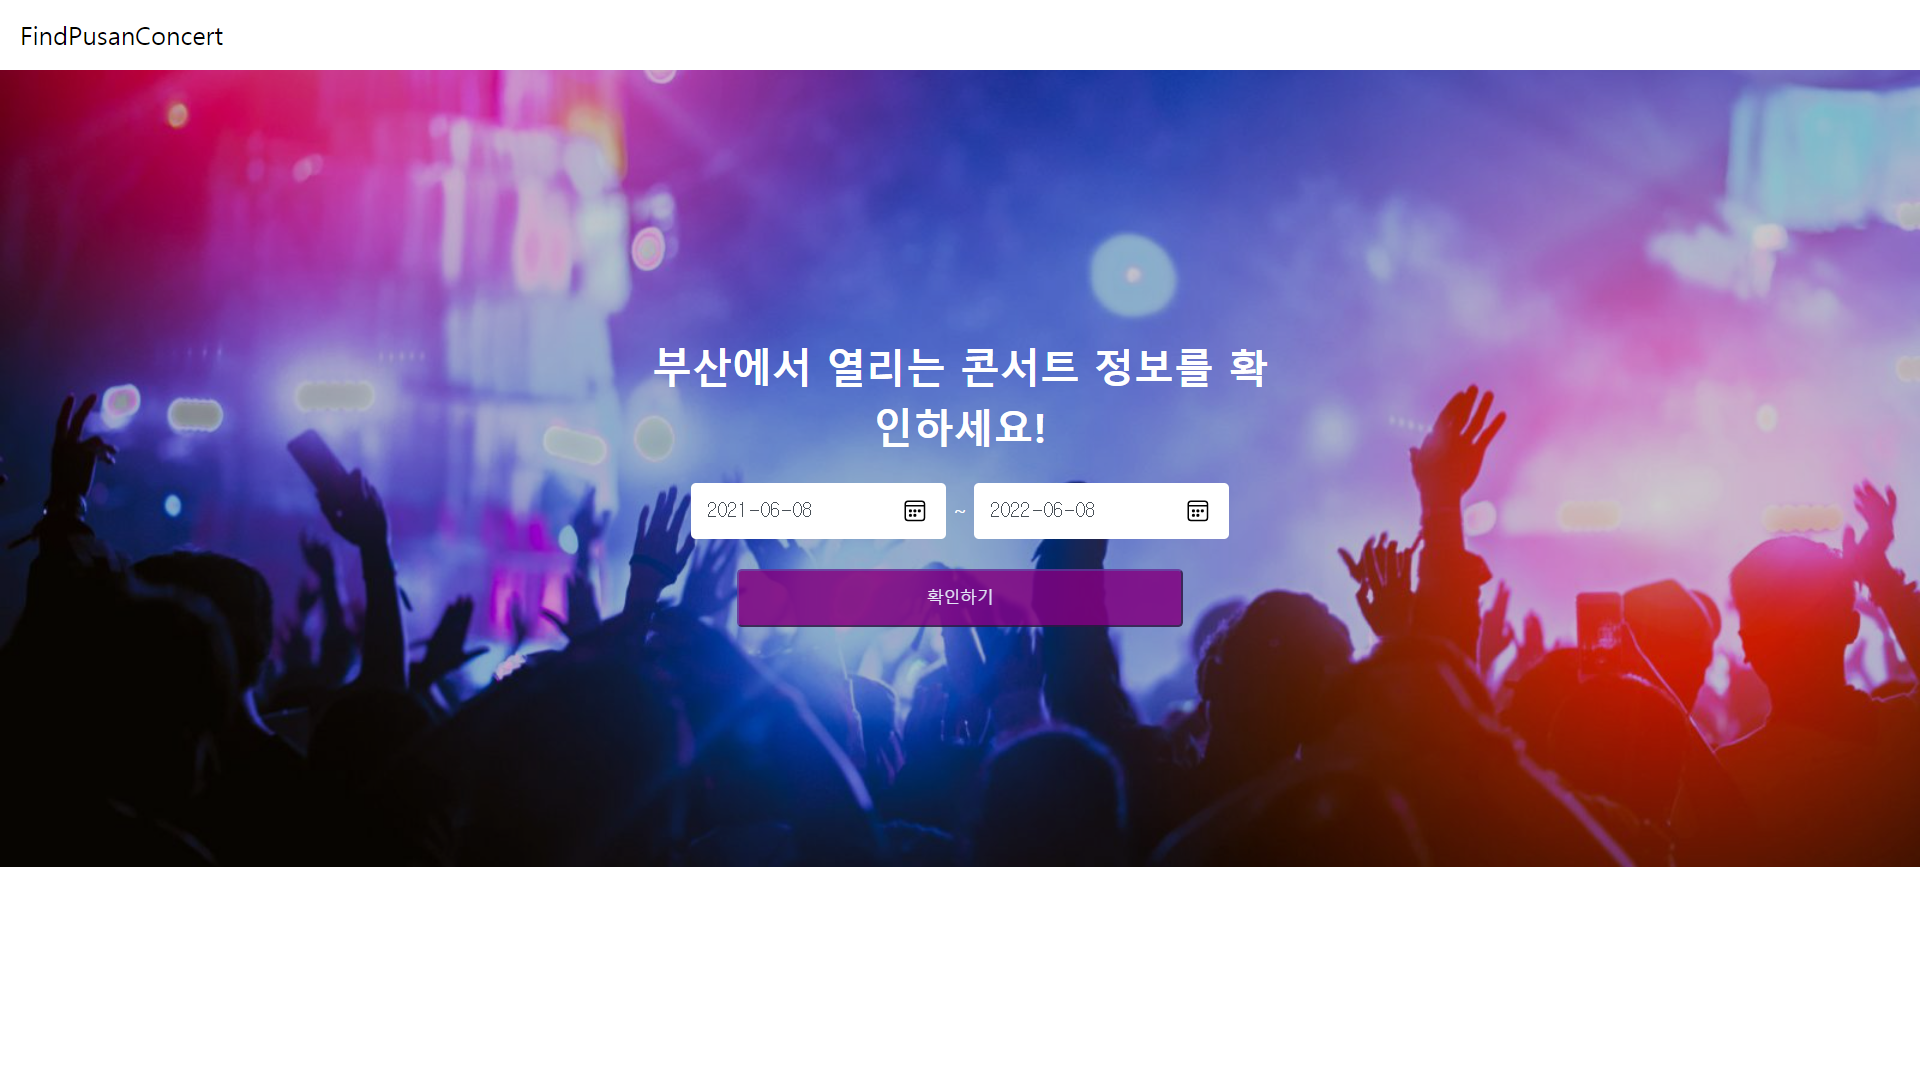 FindPusanConcert
부산에서 열리는 콘서트 정보를 확
인하세요!
2021-06-08 ~ 2022-06-08
확인하기